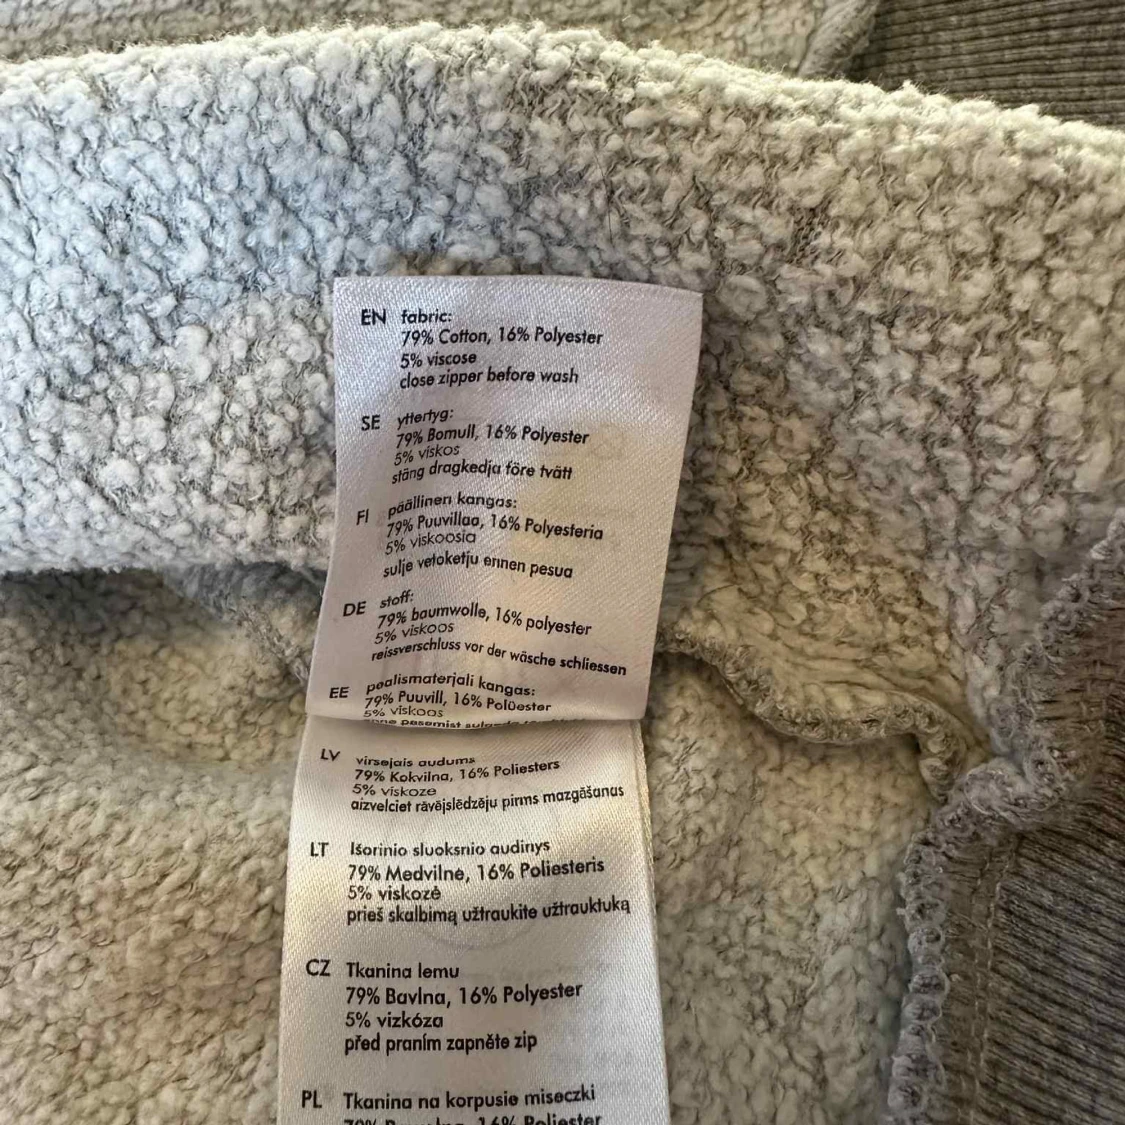 EN fabric:
79% Cotton, 16% Polyester
5% viscose
close zipper before wash
SE yttertyg:
79% Bomull, 16% Polyester
5% viskos
stäng dragkedja före tvätt
FI päällinen kangas:
79% Puuvillaa, 16% Polyesteria
5% viskoosia
sulje vetoketju ennen pesua
DE stoff:
79% baumwolle, 16% polyester
5% viskoos
reissverschluss vor der wäsche schliessen
EE pealismaterjali kangas:
79% Puuvill, 16% Polüester
5% viskoos
enne pesemist
LV virsejais audums
79% Kokvilna, 16% Poliesters
5% viskoze
aizvelciet rāvējslēdzēju pirms mazgāšanas
LT Išorinio sluoksnio audinys
79% Medvilnė, 16% Poliesteris
5% viskozė
prieš skalbimą užtraukite užtrauktuką
CZ Tkanina lemu
79% Bavlna, 16% Polyester
5% vizkóza
před praním zapněte zip
PL Tkanina na korpusie miseczki
79% 16% Poliester